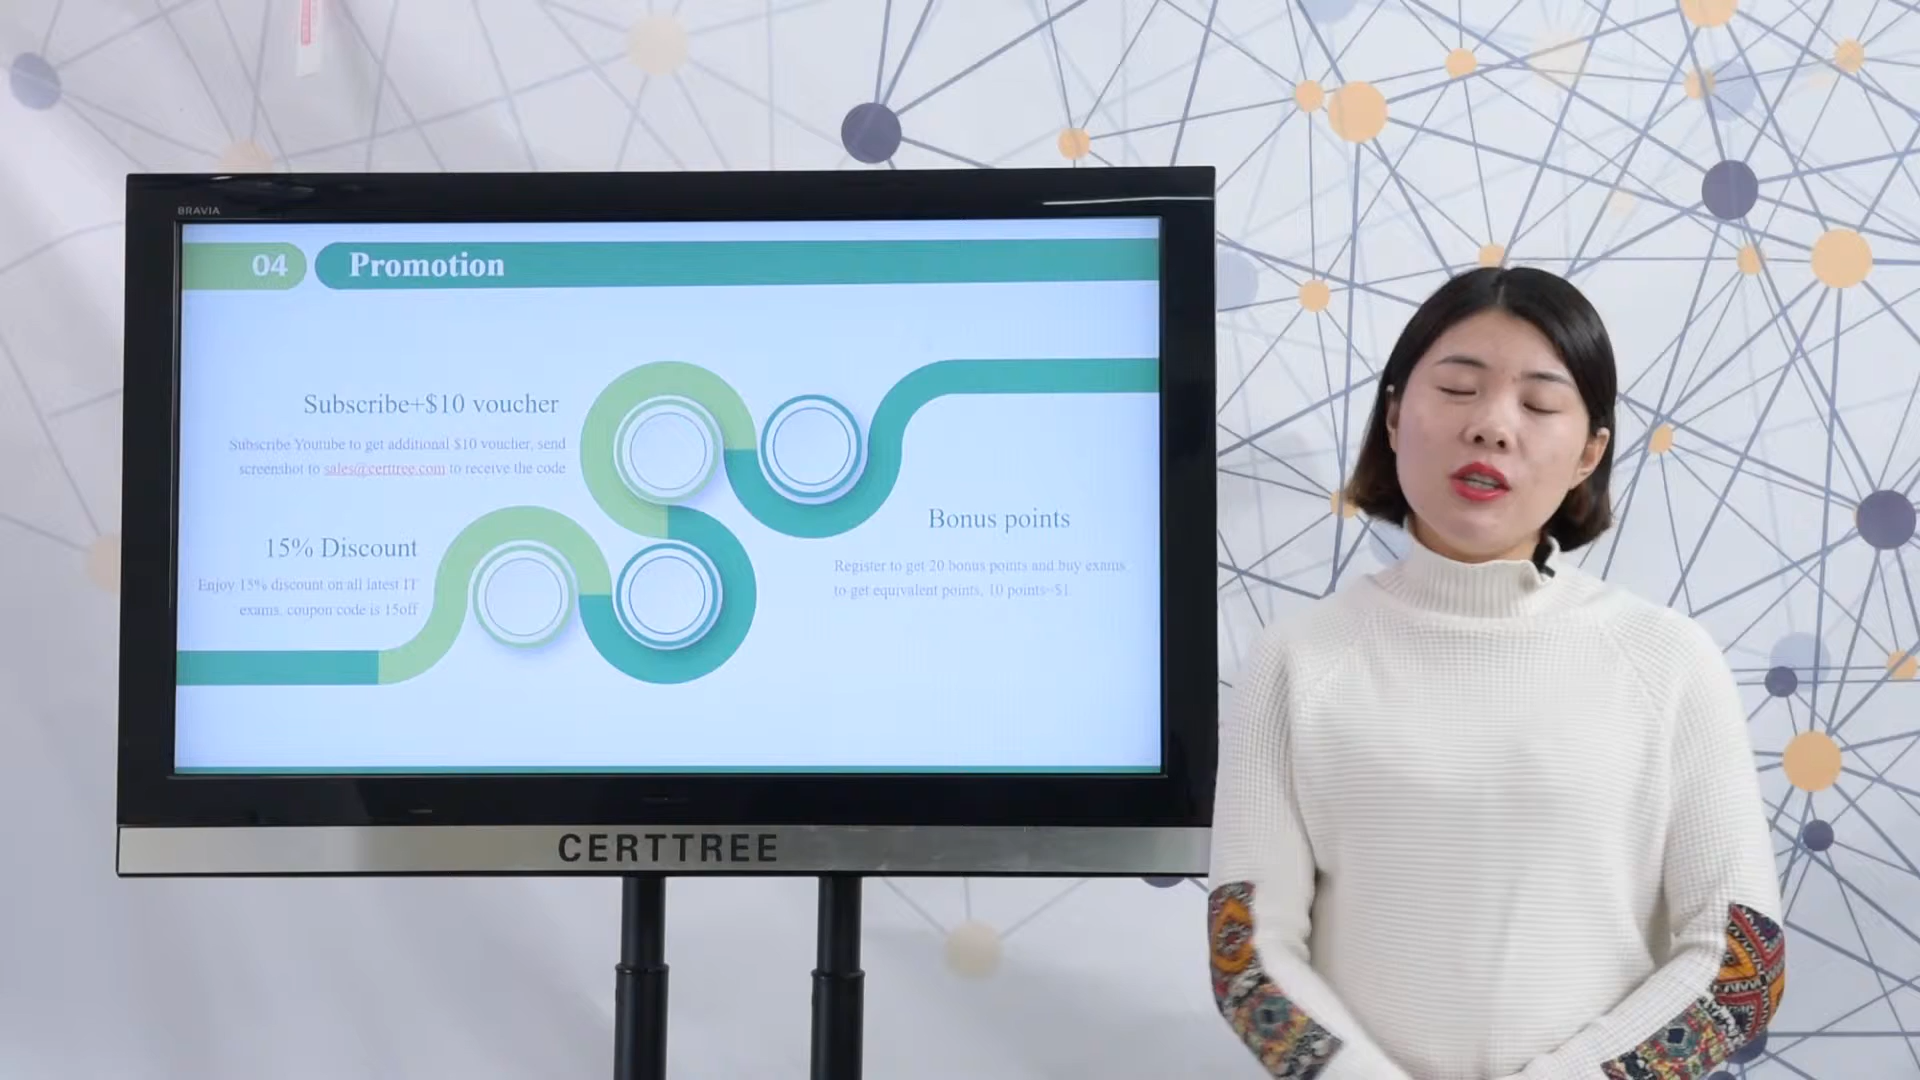 BRAVIA
04
Promotion
Subscribe+$10 voucher
Subscribe Youtube to get additional $10 voucher, send
screenshot to sales@certtree.com to receive the code
15% Discount
Enjoy 15% discount on all latest IT
exams, coupon code is 15off
Bonus points
Register to get 20 bonus points and buy exams
to get equivalent points, 10 points=$1
CERTTREE